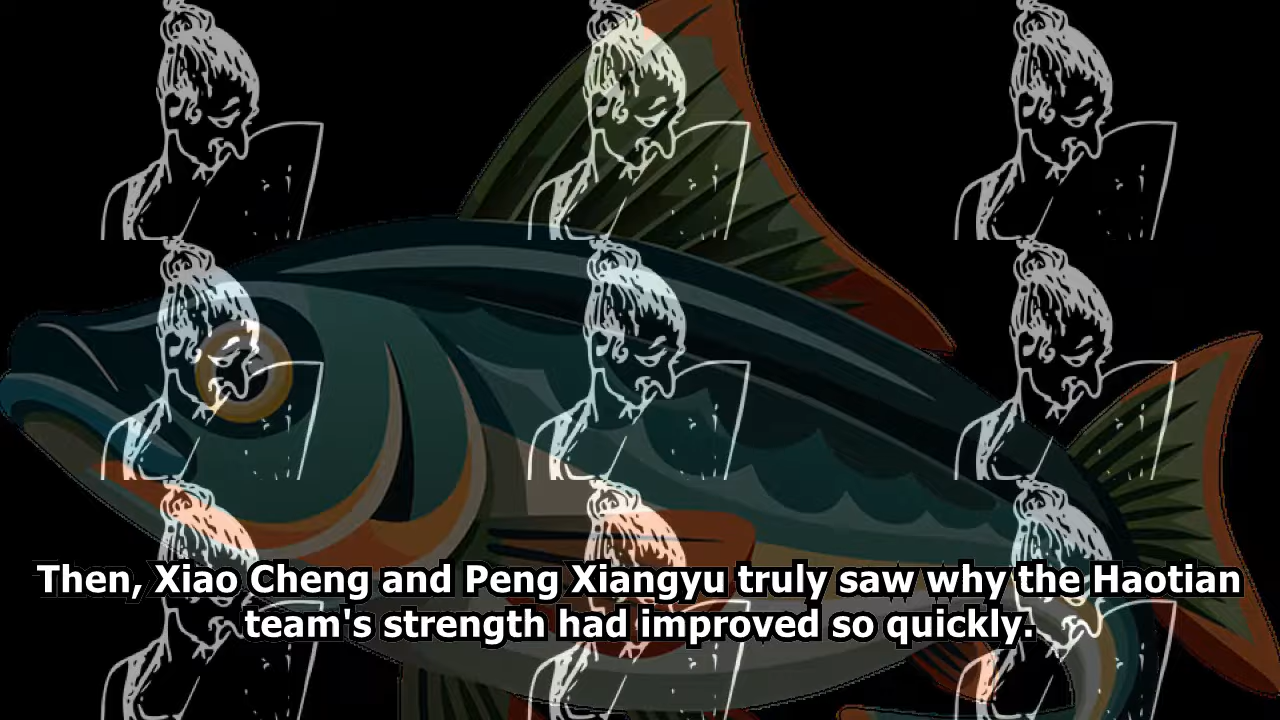 Then, Xiao Cheng and Peng Xiangyu truly saw why the Haotian
team's strength had improved so quickly.